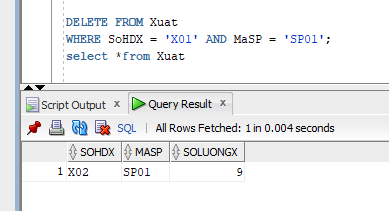 DELETE FROM Xuat
WHERE SoHDX = 'X01' AND MaSP = 'SP01';
select *from Xuat
Script Output x Query Result x
SQL | All Rows Fetched: 1 in 0.004 seconds
SOHDX MASP SOLUONGX
1 X02 SP01 9